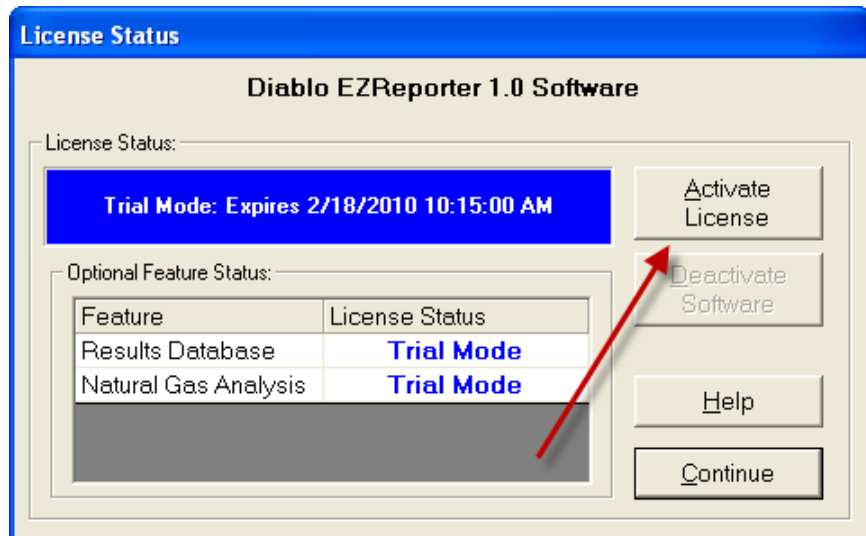 License Status
Diablo EZReporter 1.0 Software
License Status:
Trial Mode: Expires 2/18/2010 10:15:00 AM
Activate
License
Deactivate
Software
Optional Feature Status:
Feature License Status
Results Database Trial Mode
Natural Gas Analysis Trial Mode
Help
Continue